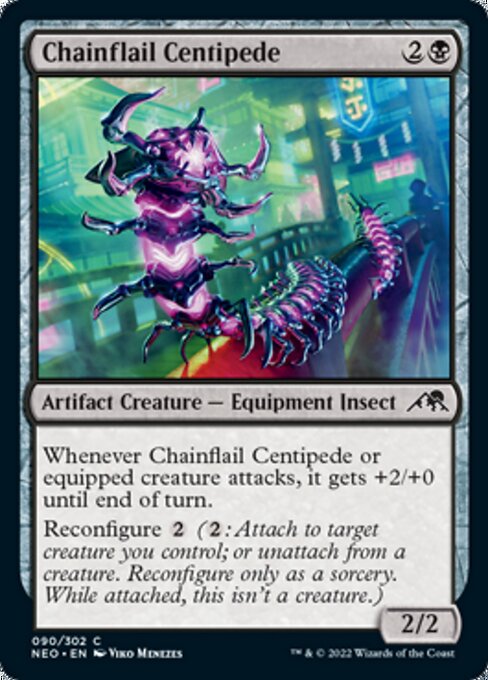 Chainflail Centipede 2
Artifact Creature — Equipment Insect
Whenever Chainflail Centipede or
equipped creature attacks, it gets +2/+0
until end of turn.
Reconfigure 2 (2: Attach to target
creature you control; or unattach from a
creature. Reconfigure only as a sorcery.
While attached, this isn't a creature.)
2/2
090/302 C
NEO • EN Viko Menezes
™ & © 2022 Wizards of the Coast